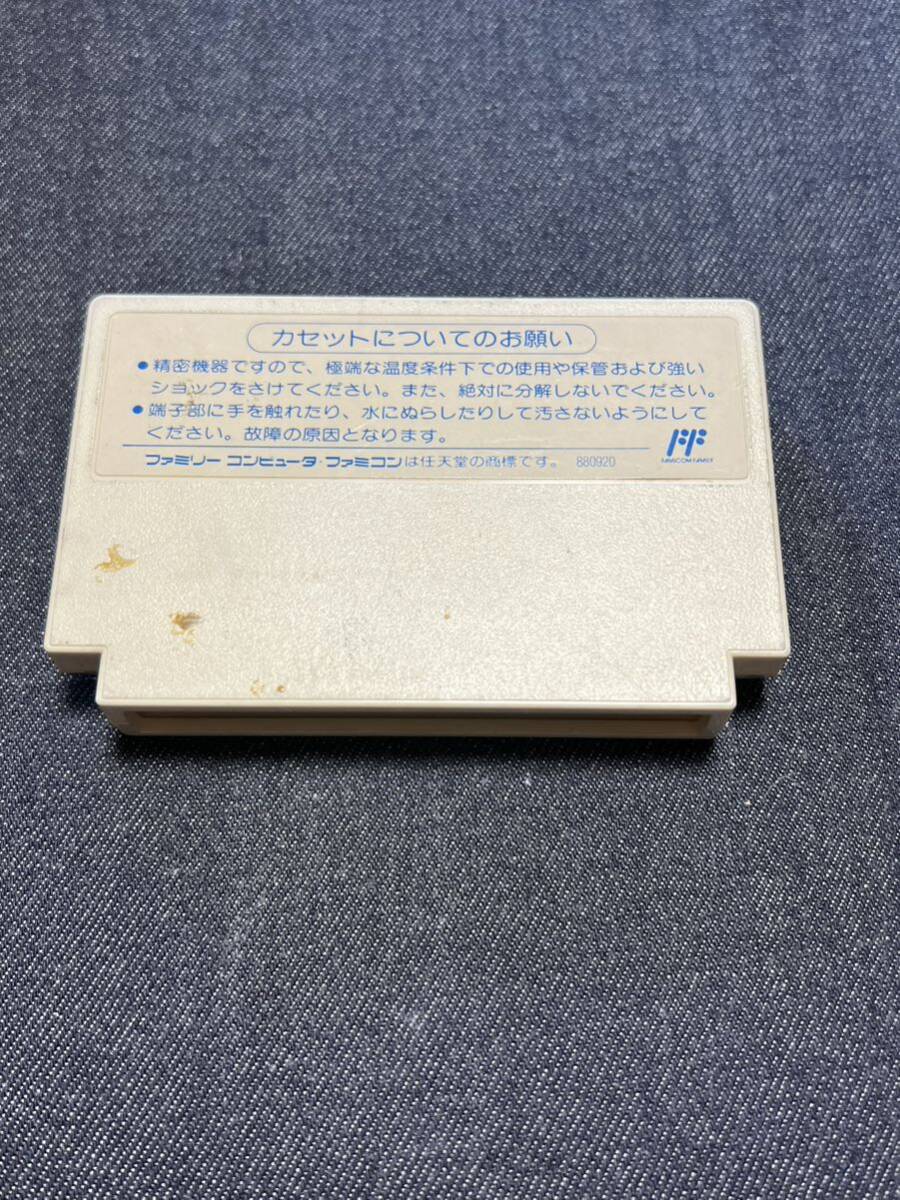 カセットについてのお願い
●精密機器ですので、極端な温度条件下での使用や保管および強い
ショックをさけてください。また、絶対に分解しないでください。
●端子部に手を触れたり、水にぬらしたりして汚さないようにして
ください。故障の原因となります。
ファミリー コンピュータ・ファミコンは任天堂の商標です。 880920
FF
FAMICOM FAMILY